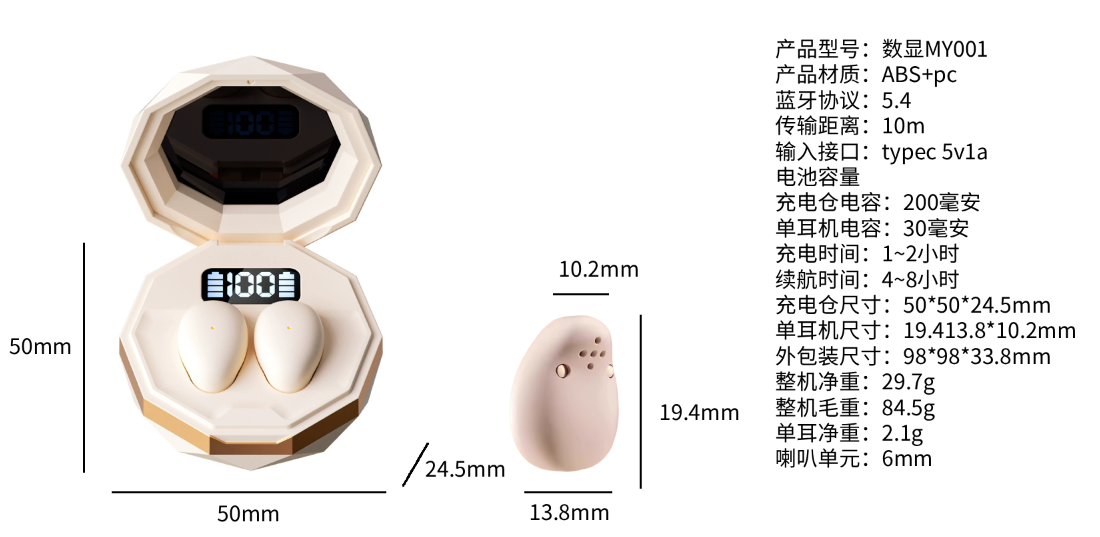 100
50mm
50mm
24.5mm
10.2mm
19.4mm
13.8mm
产品型号：数显MY001
产品材质：ABS+pc
蓝牙协议：5.4
传输距离：10m
输入接口：typec 5v1a
电池容量
充电仓电容：200毫安
单耳机电容：30毫安
充电时间：1~2小时
续航时间：4~8小时
充电仓尺寸：50*50*24.5mm
单耳机尺寸：19.413.8*10.2mm
外包装尺寸：98*98*33.8mm
整机净重：29.7g
整机毛重：84.5g
单耳净重：2.1g
喇叭单元：6mm